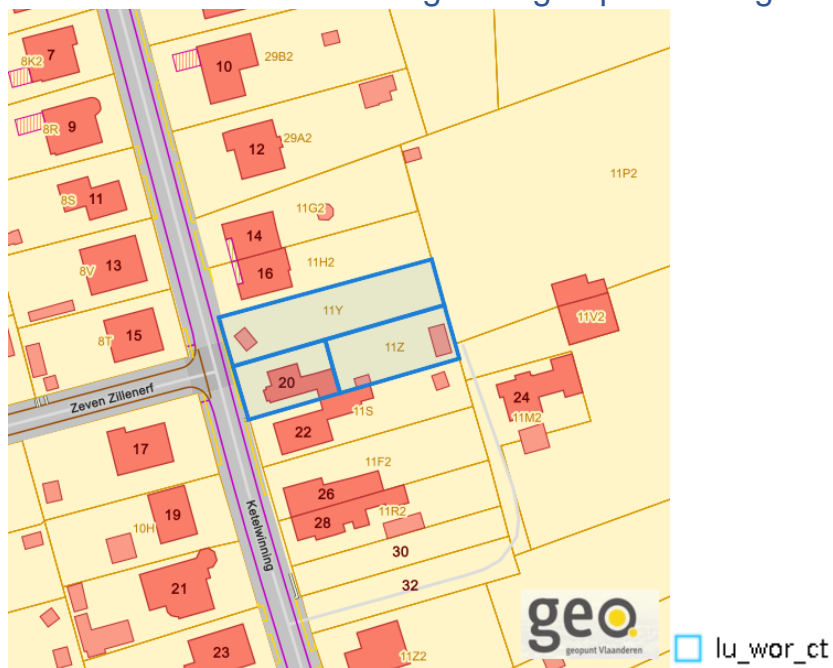 7
8K2
10
29B2
9
8R
12
29A2
11P2
8S
11
11G2
14
8V
13
16
11H2
11Y
11V2
15
8T
11Z
20
24
Zeven Zillenerf
11S
11M2
22
17
11F2
26
11R2
28
Ketelwinning
19
10H
30
32
21
geo
geopunt Vlaanderen
23
11Z2
lu_wor_ct